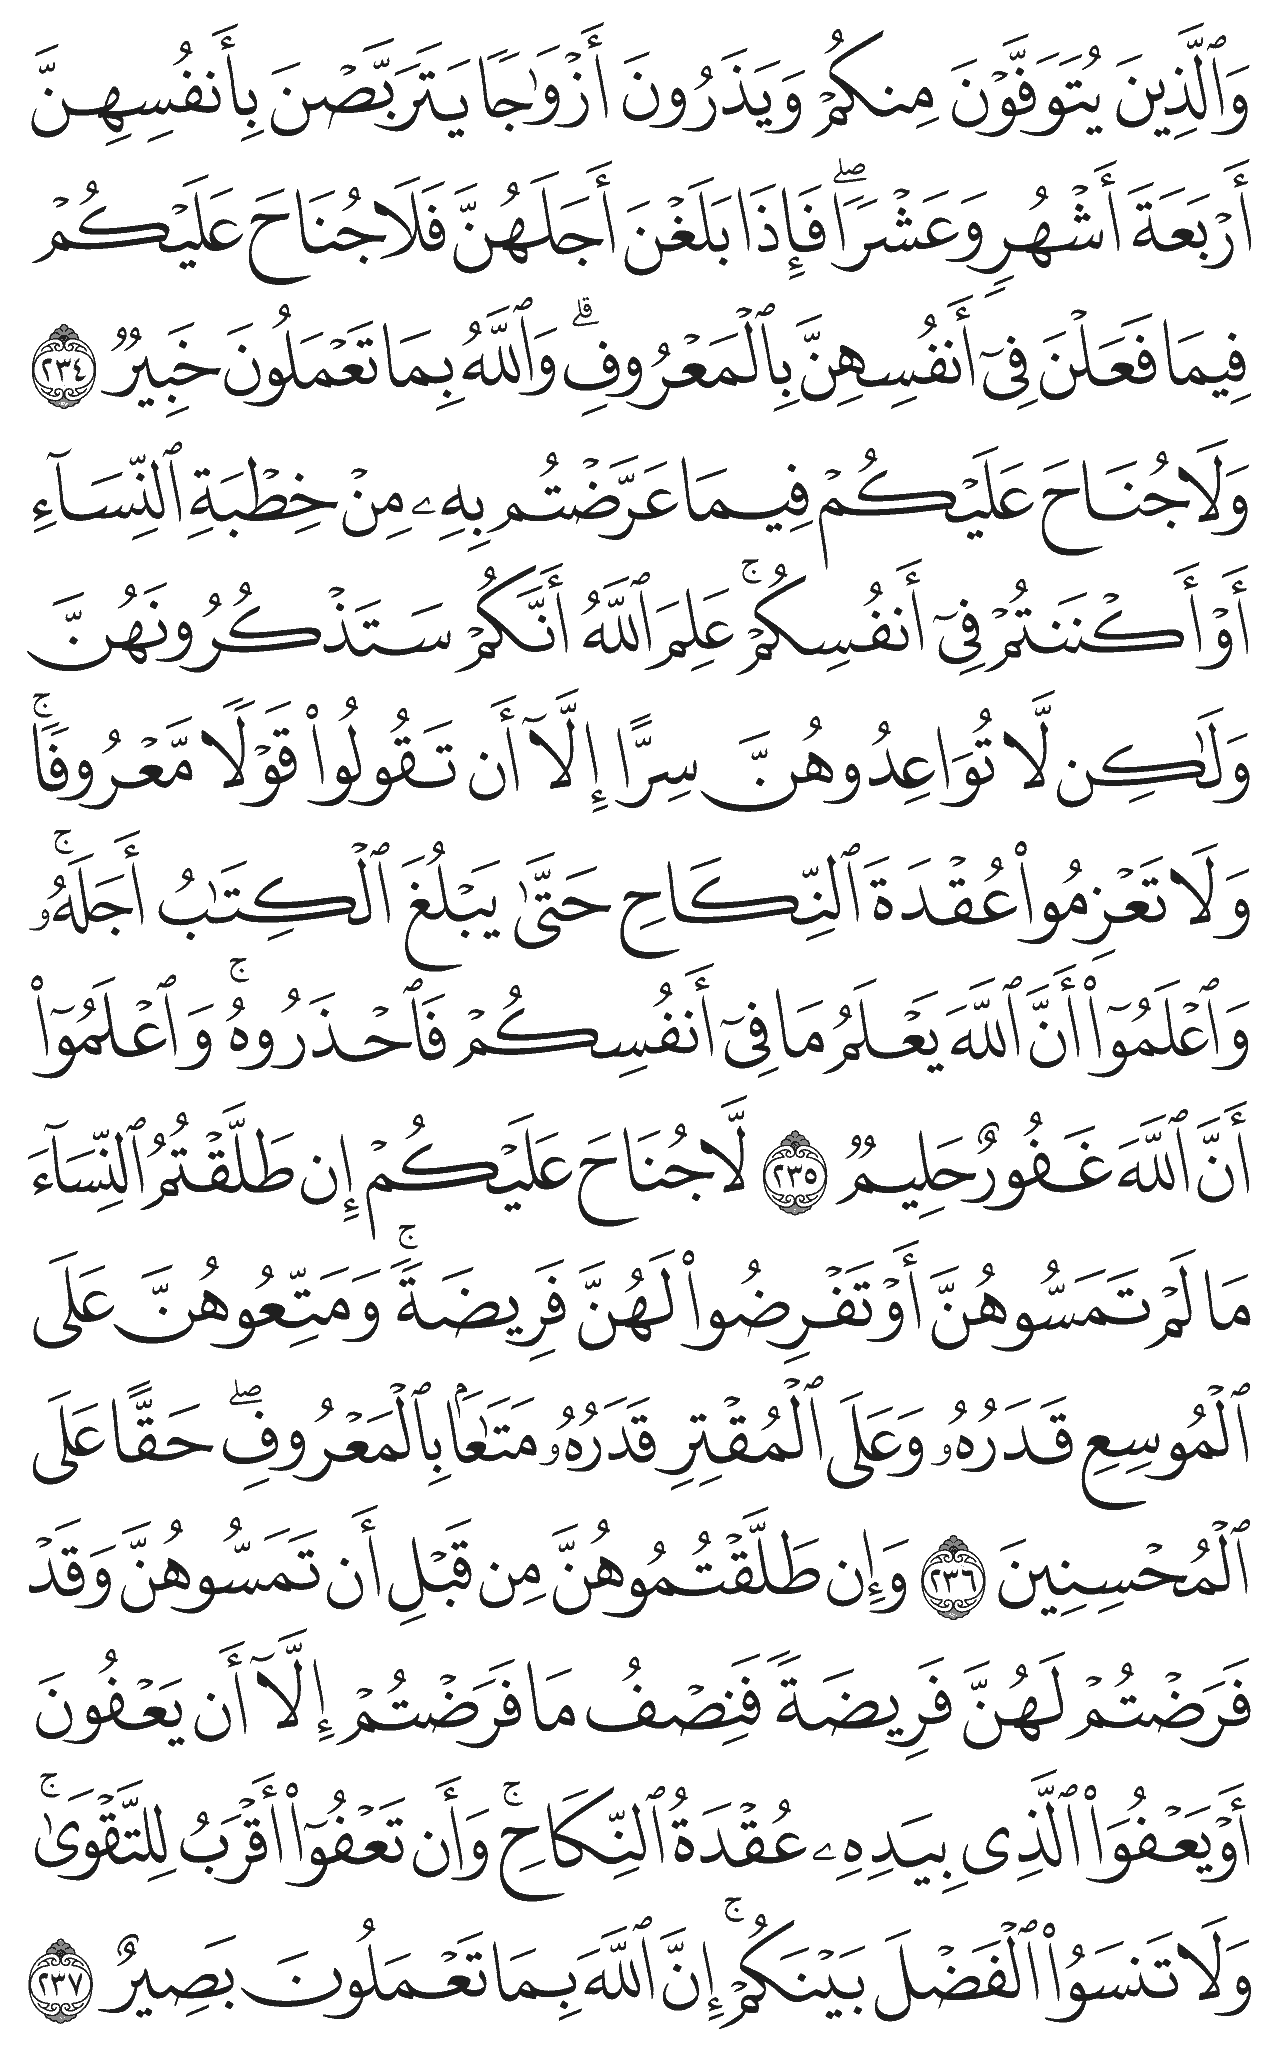 وَٱلَّذِينَ يُتَوَفَّوْنَ مِنكُمْ وَيَذَرُونَ أَزْوَٰجًا يَتَرَبَّصْنَ بِأَنفُسِهِنَّ
أَرْبَعَةَ أَشْهُرٍ وَعَشْرًا ۖ فَإِذَا بَلَغْنَ أَجَلَهُنَّ فَلَا جُنَاحَ عَلَيْكُمْ
فِيمَا فَعَلْنَ فِىٓ أَنفُسِهِنَّ بِٱلْمَعْرُوفِ ۗ وَٱللَّهُ بِمَا تَعْمَلُونَ خَبِيرٌ ٢٣٤
وَلَا جُنَاحَ عَلَيْكُمْ فِيمَا عَرَّضْتُم بِهِۦ مِنْ خِطْبَةِ ٱلنِّسَآءِ
أَوْ أَكْنَنتُمْ فِىٓ أَنفُسِكُمْ ۚ عَلِمَ ٱللَّهُ أَنَّكُمْ سَتَذْكُرُونَهُنَّ
وَلَٰكِن لَّا تُوَاعِدُوهُنَّ سِرًّا إِلَّآ أَن تَقُولُوا۟ قَوْلًا مَّعْرُوفًا ۚ
وَلَا تَعْزِمُوا۟ عُقْدَةَ ٱلنِّكَاحِ حَتَّىٰ يَبْلُغَ ٱلْكِتَٰبُ أَجَلَهُۥ ۚ
وَٱعْلَمُوٓا۟ أَنَّ ٱللَّهَ يَعْلَمُ مَا فِىٓ أَنفُسِكُمْ فَٱحْذَرُوهُ ۚ وَٱعْلَمُوٓا۟
أَنَّ ٱللَّهَ غَفُورٌ حَلِيمٌ ٢٣٥ لَّا جُنَاحَ عَلَيْكُمْ إِن طَلَّقْتُمُ ٱلنِّسَآءَ
مَا لَمْ تَمَسُّوهُنَّ أَوْ تَفْرِضُوا۟ لَهُنَّ فَرِيضَةً ۚ وَمَتِّعُوهُنَّ عَلَى
ٱلْمُوسِعِ قَدَرُهُۥ وَعَلَى ٱلْمُقْتِرِ قَدَرُهُۥ مَتَٰعًۢا بِٱلْمَعْرُوفِ ۖ حَقًّا عَلَى
ٱلْمُحْسِنِينَ ٢٣٦ وَإِن طَلَّقْتُمُوهُنَّ مِن قَبْلِ أَن تَمَسُّوهُنَّ وَقَدْ
فَرَضْتُمْ لَهُنَّ فَرِيضَةً فَنِصْفُ مَا فَرَضْتُمْ إِلَّآ أَن يَعْفُونَ
أَوْ يَعْفُوَا۟ ٱلَّذِى بِيَدِهِۦ عُقْدَةُ ٱلنِّكَاحِ ۚ وَأَن تَعْفُوٓا۟ أَقْرَبُ لِلتَّقْوَىٰ ۚ
وَلَا تَنسَوُا۟ ٱلْفَضْلَ بَيْنَكُمْ ۚ إِنَّ ٱللَّهَ بِمَا تَعْمَلُونَ بَصِيرٌ ٢٣٧